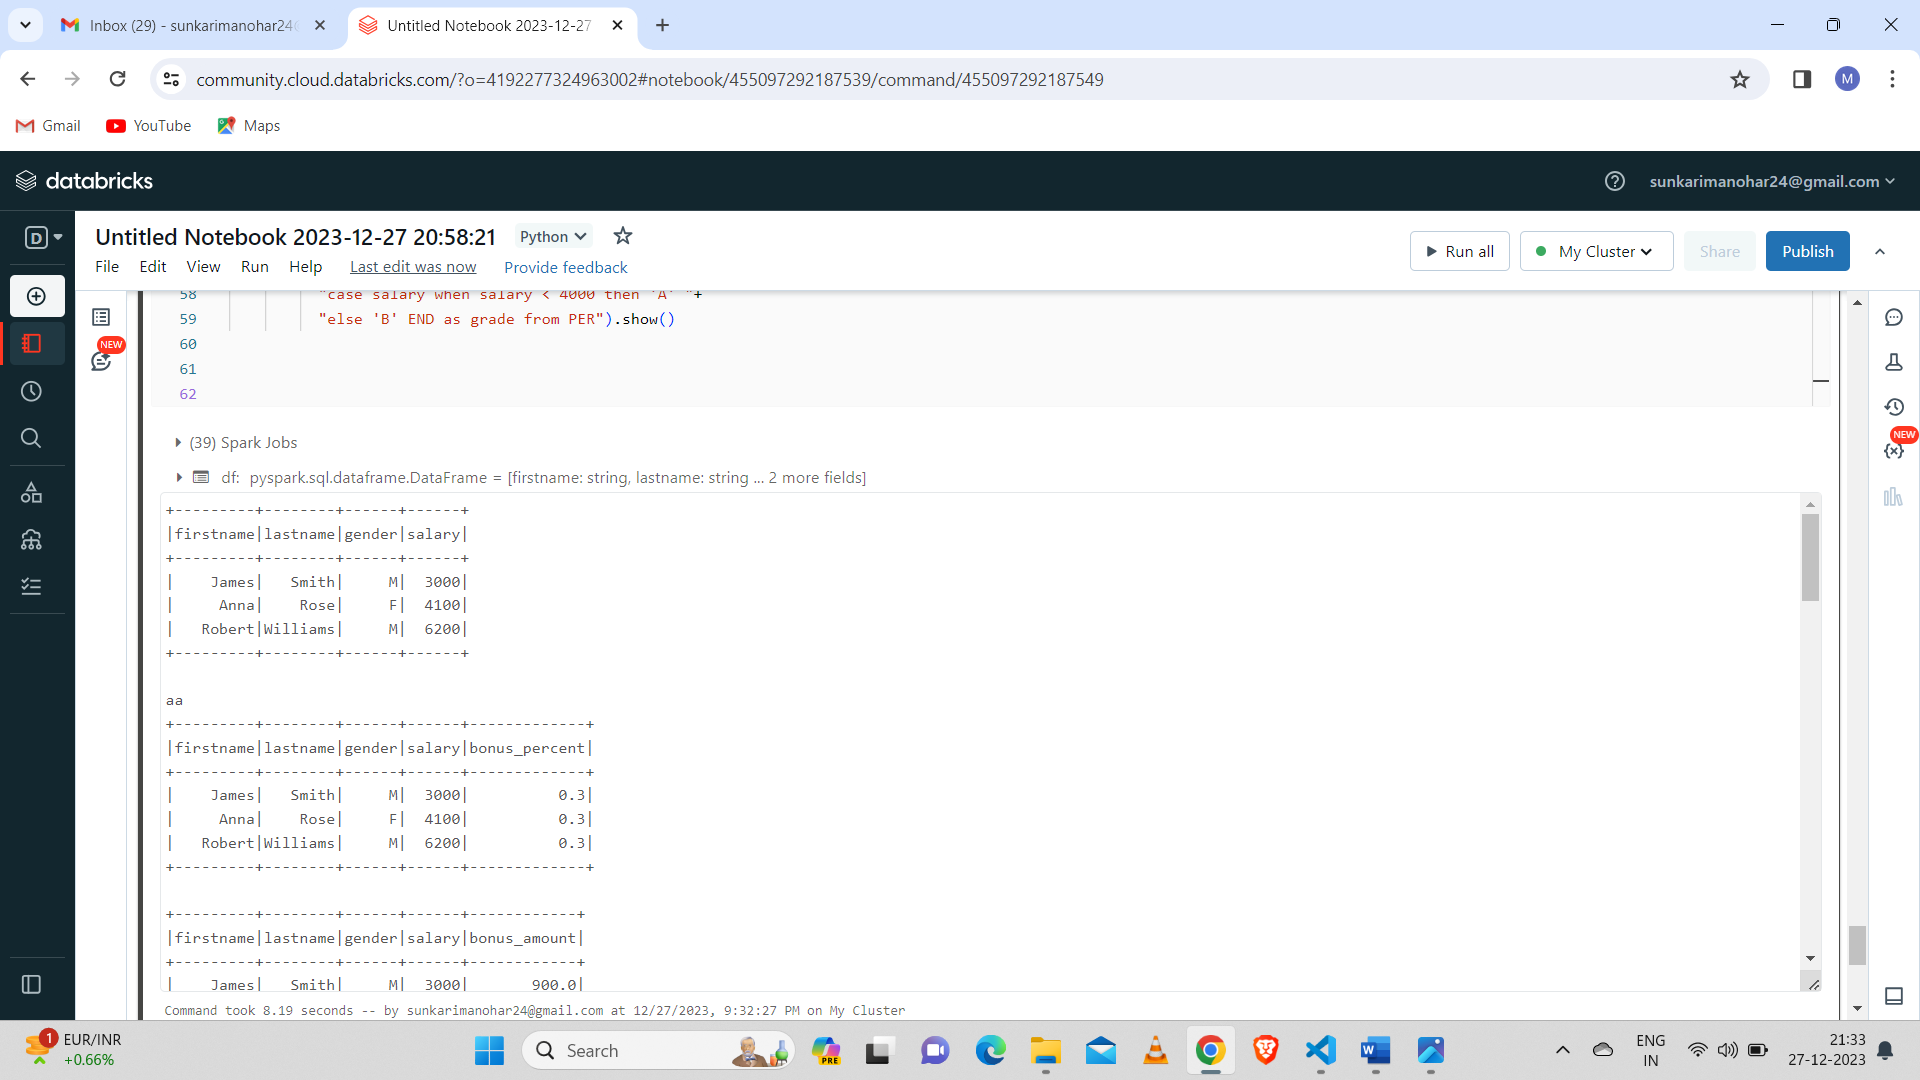 Inbox (29) - sunkarimanohar24
Untitled Notebook 2023-12-27
community.cloud.databricks.com/?o=4192277324963002#notebook/455097292187539/command/455097292187549
M
Gmail
YouTube
Maps
databricks
sunkarimanohar24@gmail.com
D
Untitled Notebook 2023-12-27 20:58:21
Python
File Edit View Run Help Last edit was now Provide feedback
Run all
My Cluster
Share
Publish
NEW
NEW
58 "case salary when salary < 4000 then 'A' "+
59 "else 'B' END as grade from PER").show()
60
61
62
(39) Spark Jobs
df: pyspark.sql.dataframe.DataFrame = [firstname: string, lastname: string ... 2 more fields]
+---------+--------+------+------+
|firstname|lastname|gender|salary|
+---------+--------+------+------+
|    James|   Smith|     M|  3000|
|     Anna|    Rose|     F|  4100|
|   Robert|Williams|     M|  6200|
+---------+--------+------+------+
aa
+---------+--------+------+------+-------------+
|firstname|lastname|gender|salary|bonus_percent|
+---------+--------+------+------+-------------+
|    James|   Smith|     M|  3000|          0.3|
|     Anna|    Rose|     F|  4100|          0.3|
|   Robert|Williams|     M|  6200|          0.3|
+---------+--------+------+------+-------------+
+---------+--------+------+------+------------+
|firstname|lastname|gender|salary|bonus_amount|
+---------+--------+------+------+------------+
|    James|   Smith|     M|  3000|       900.0|
Command took 8.19 seconds -- by sunkarimanohar24@gmail.com at 12/27/2023, 9:32:27 PM on My Cluster
1
EUR/INR
+0.66%
Search
PRE
W
ENG
IN
21:33
27-12-2023